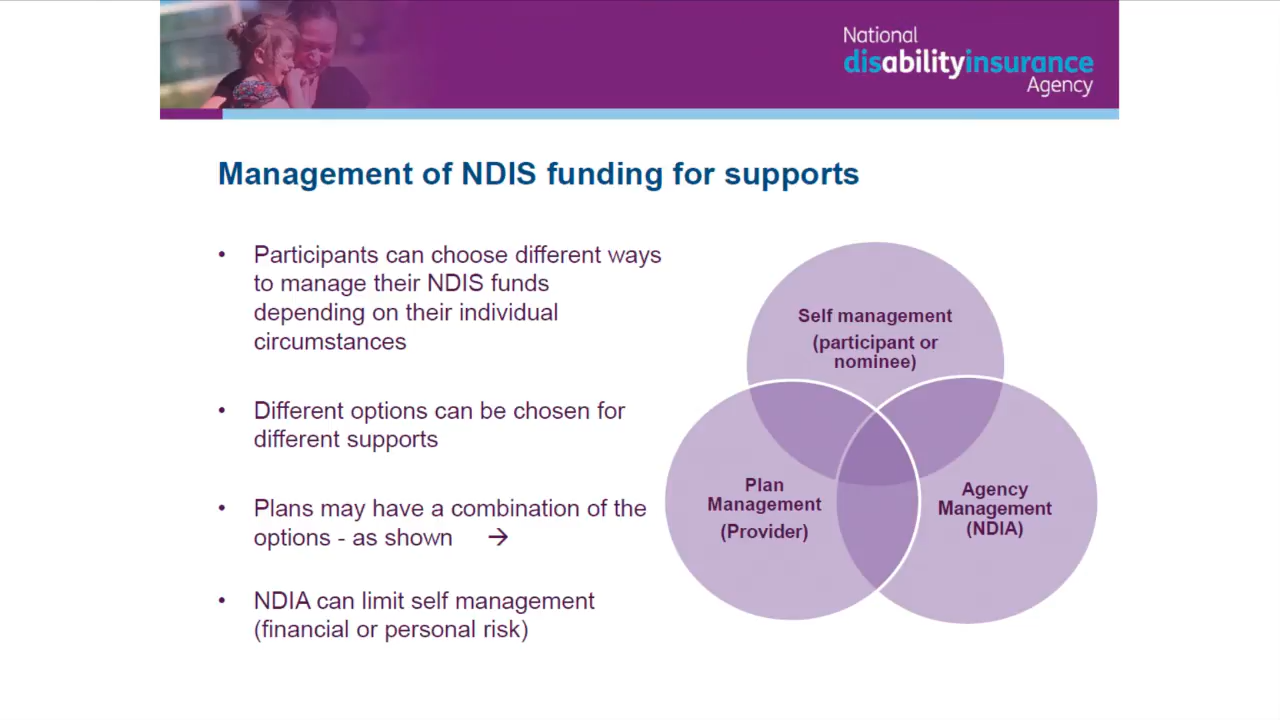 National
disabilityinsurance
Agency
Management of NDIS funding for supports
• Participants can choose different ways
to manage their NDIS funds
depending on their individual
circumstances
• Different options can be chosen for
different supports
• Plans may have a combination of the
options - as shown →
• NDIA can limit self management
(financial or personal risk)
Self management
(participant or
nominee)
Plan
Management
(Provider)
Agency
Management
(NDIA)